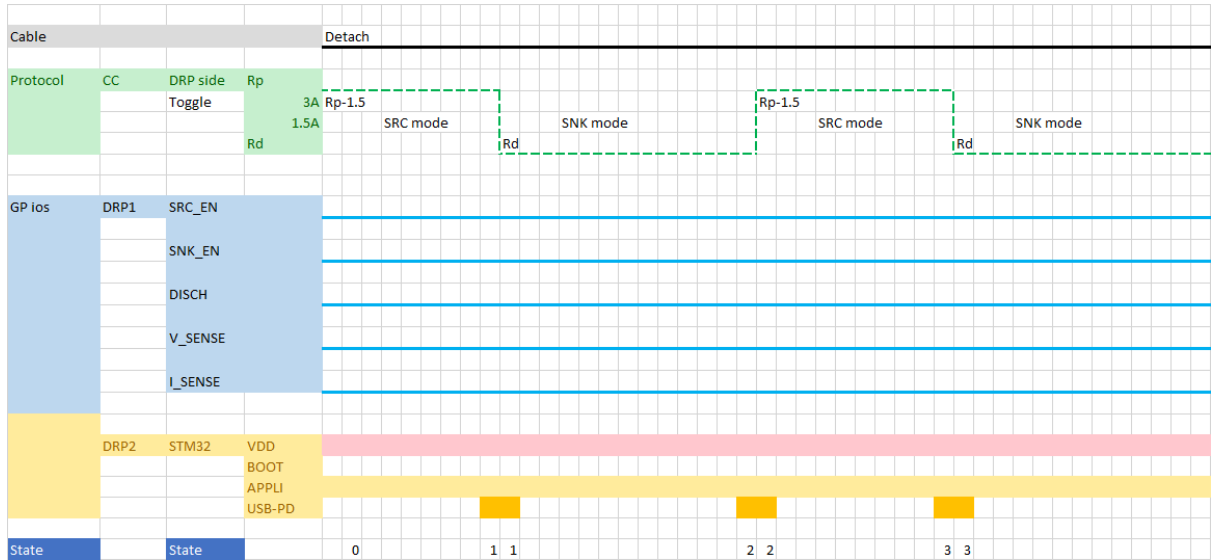 Cable Detach
Protocol CC DRP side Rp
Toggle 3A Rp-1.5 Rp-1.5
1.5A SRC mode SNK mode SRC mode SNK mode
Rd Rd Rd
GP ios DRP1 SRC_EN
SNK_EN
DISCH
V_SENSE
I_SENSE
DRP2 STM32 VDD
BOOT
APPLI
USB-PD
State State 0 1 1 2 2 3 3